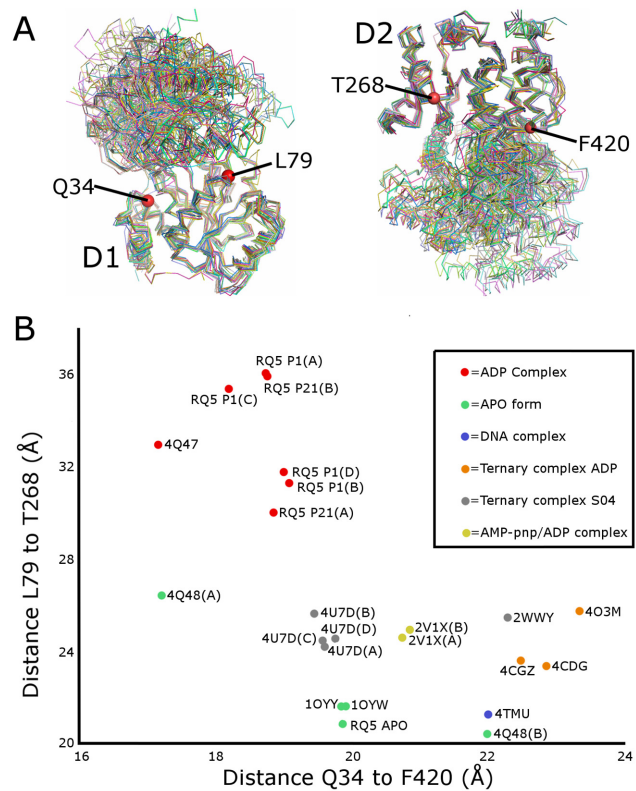 A
D2
T268
L79
Q34
F420
D1
B
36
32
28
24
20
Distance L79 to T268 (Å)
RQ5 P1(A)
RQ5 P21(B)
RQ5 P1(C)
4Q47
RQ5 P1(D)
RQ5 P1(B)
RQ5 P21(A)
4Q48(A)
4U7D(B)
4U7D(D)
4U7D(C)
4U7D(A)
2V1X(B)
2V1X(A)
2WWY
4O3M
4CGZ
4CDG
1OYY
1OYW
RQ5 APO
4TMU
4Q48(B)
=ADP Complex
=APO form
=DNA complex
=Ternary complex ADP
=Ternary complex S04
=AMP-pnp/ADP complex
16
18
20
22
24
Distance Q34 to F420 (Å)